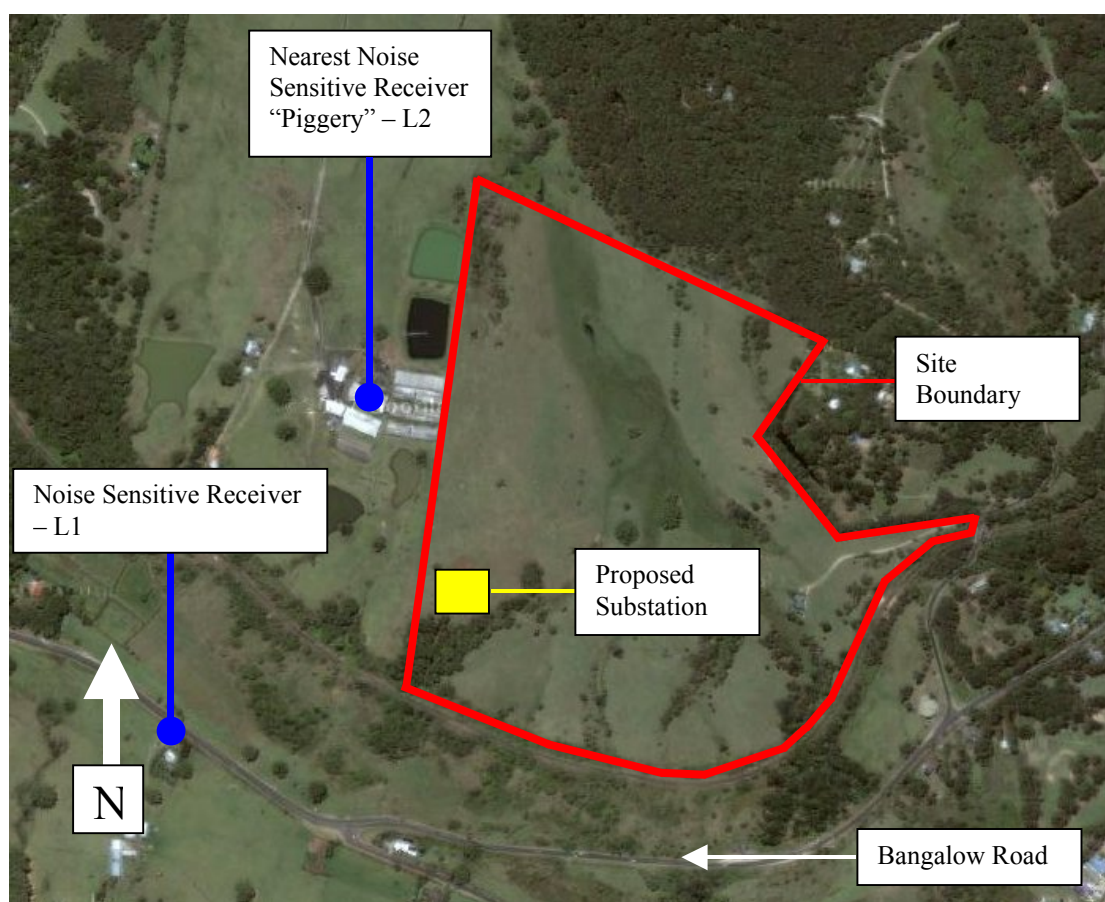 Nearest Noise
Sensitive Receiver
“Piggery” – L2
Site
Boundary
Noise Sensitive Receiver
– L1
Proposed
Substation
N
Bangalow Road